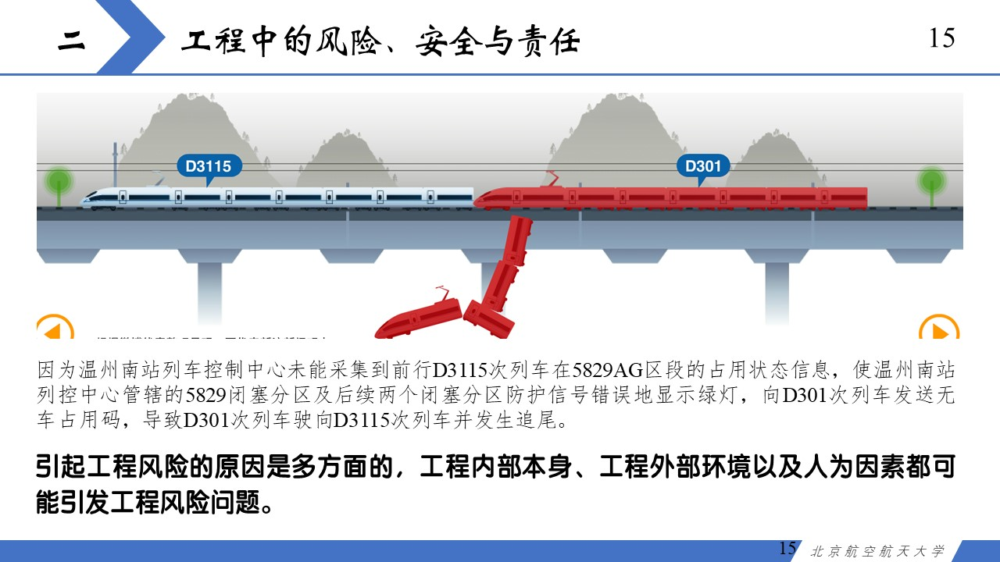 二
工程中的风险、安全与责任
15
D3115
D301
因为温州南站列车控制中心未能采集到前行D3115次列车在5829AG区段的占用状态信息，使温州南站
列控中心管辖的5829闭塞分区及后续两个闭塞分区防护信号错误地显示绿灯，向D301次列车发送无
车占用码，导致D301次列车驶向D3115次列车并发生追尾。
引起工程风险的原因是多方面的，工程内部本身、工程外部环境以及人为因素都可
能引发工程风险问题。
15
北京航空航天大学